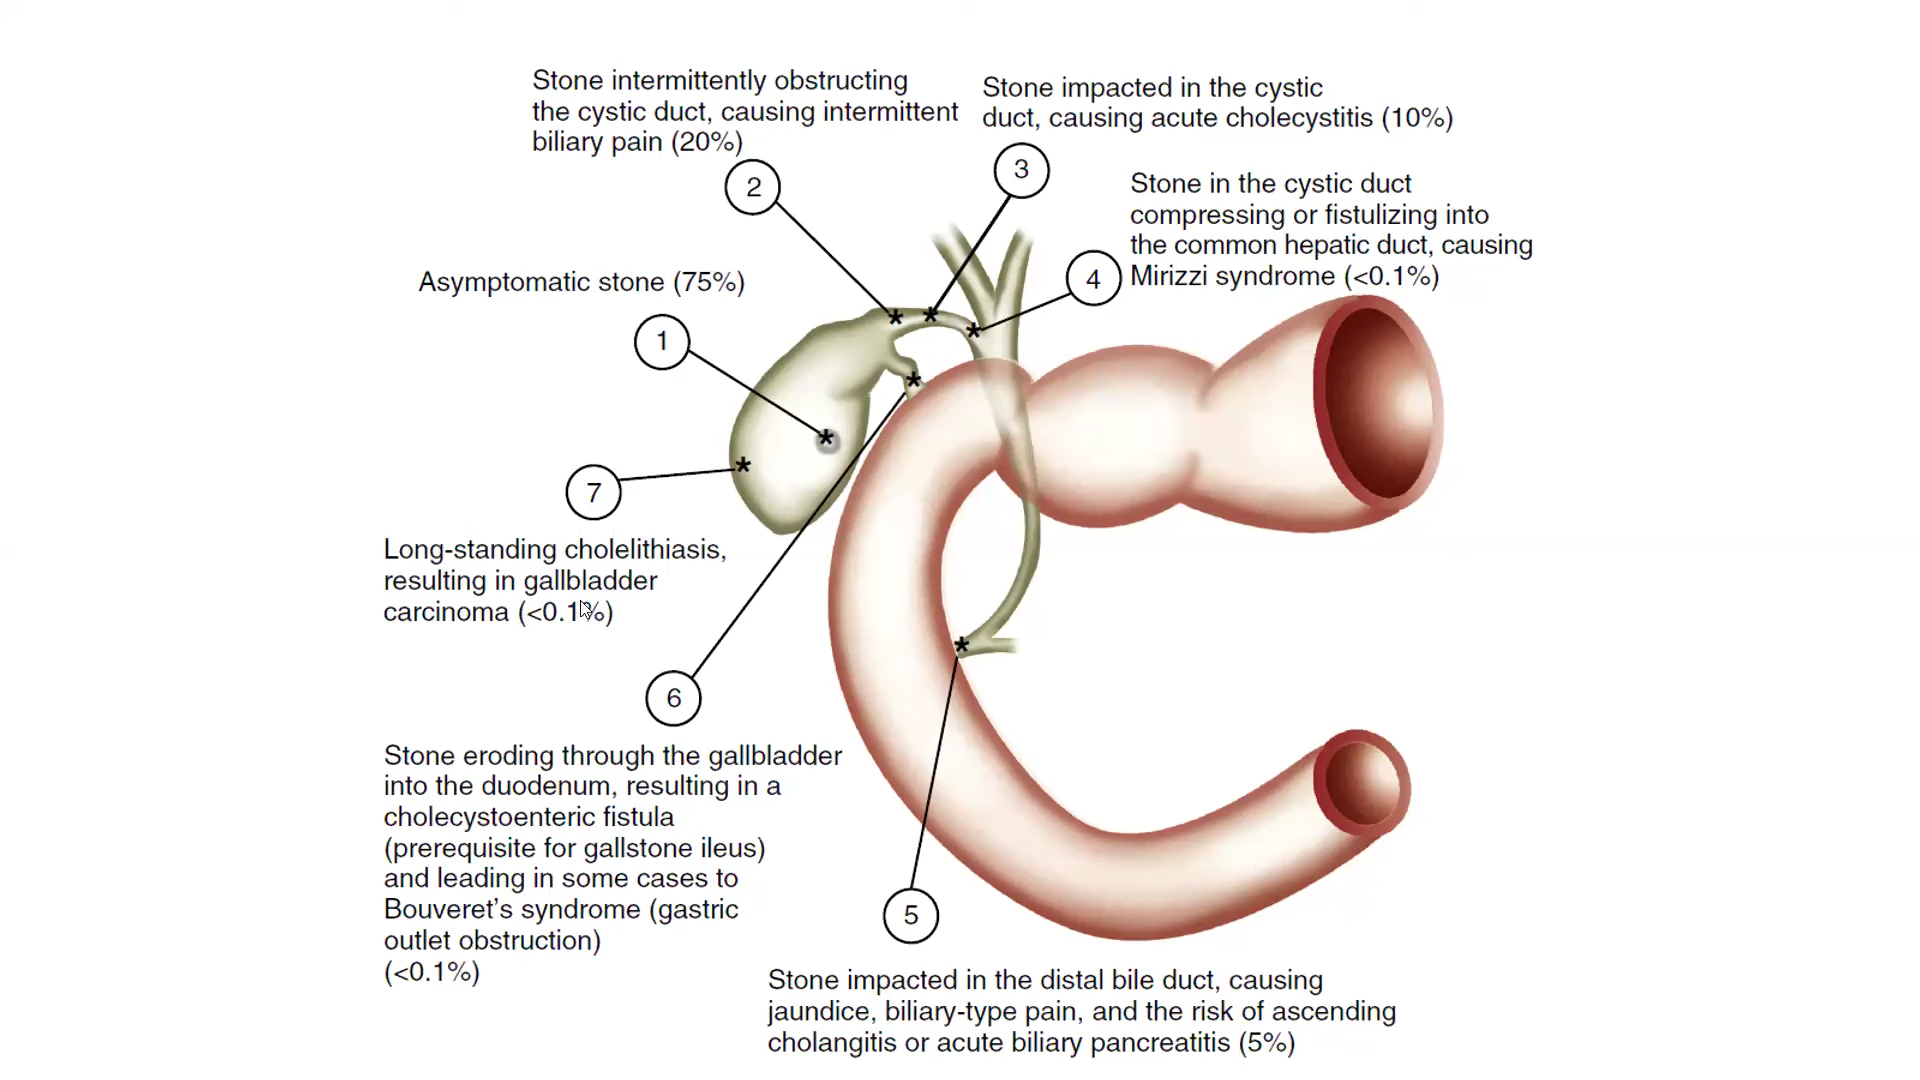 Stone intermittently obstructing
the cystic duct, causing intermittent
biliary pain (20%)
2
Stone impacted in the cystic
duct, causing acute cholecystitis (10%)
3
Stone in the cystic duct
compressing or fistulizing into
the common hepatic duct, causing
Mirizzi syndrome (<0.1%)
4
Asymptomatic stone (75%)
1
7
Long-standing cholelithiasis,
resulting in gallbladder
carcinoma (<0.1%)
6
Stone eroding through the gallbladder
into the duodenum, resulting in a
cholecystoenteric fistula
(prerequisite for gallstone ileus)
and leading in some cases to
Bouveret’s syndrome (gastric
outlet obstruction)
(<0.1%)
5
Stone impacted in the distal bile duct, causing
jaundice, biliary-type pain, and the risk of ascending
cholangitis or acute biliary pancreatitis (5%)